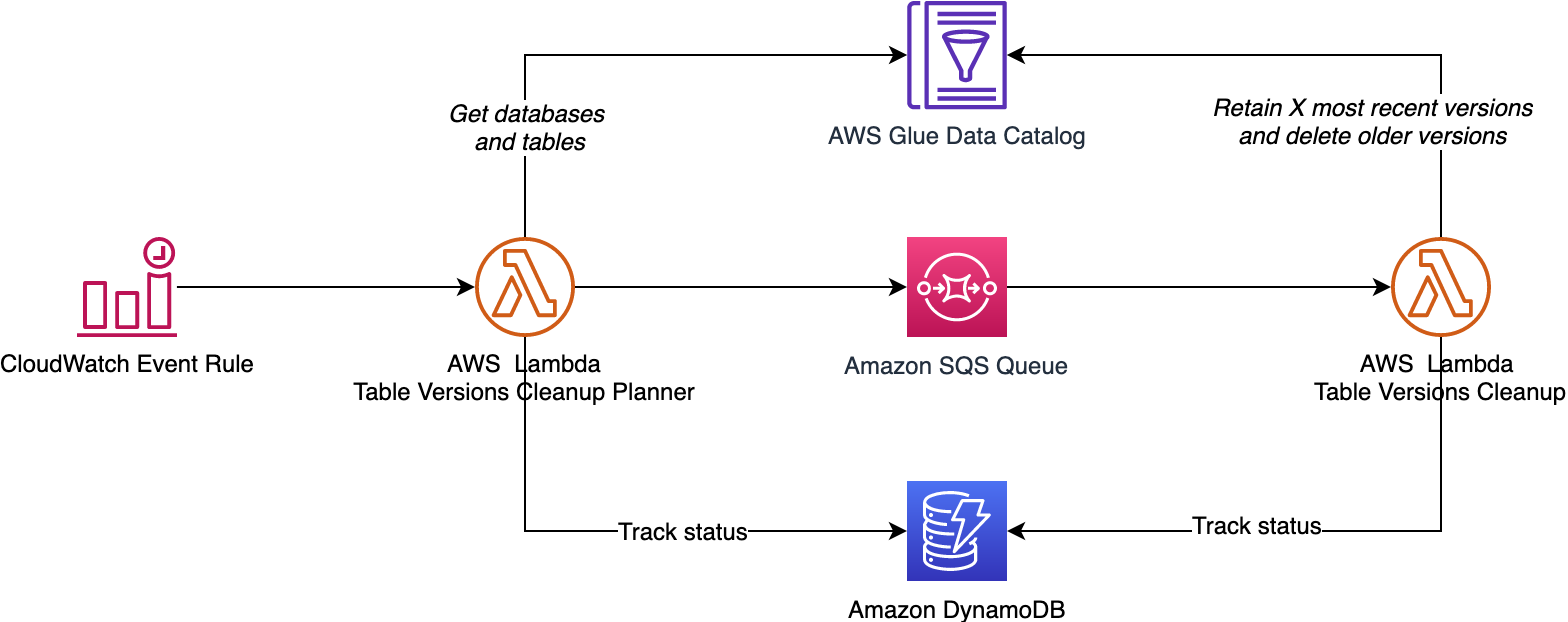 Get databases
and tables
AWS Glue Data Catalog
Retain X most recent versions
and delete older versions
CloudWatch Event Rule
AWS  Lambda
Table Versions Cleanup Planner
Amazon SQS Queue
AWS  Lambda
Table Versions Cleanup
Track status
Track status
Amazon DynamoDB